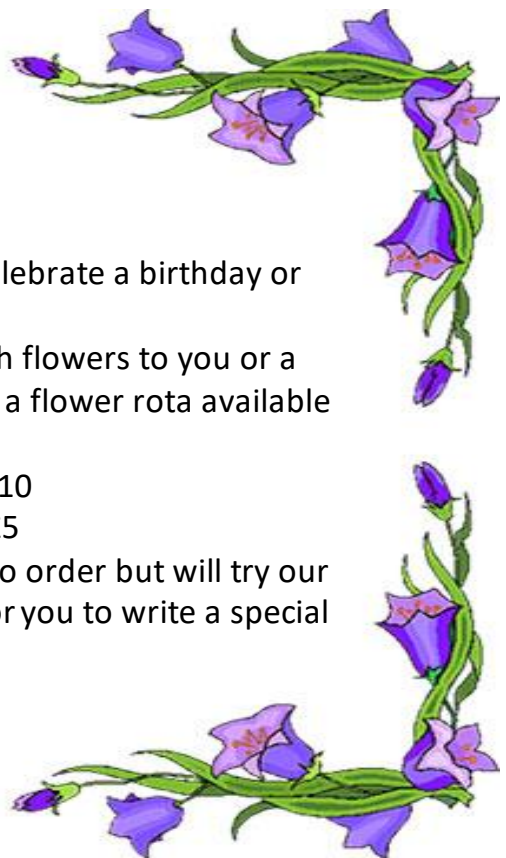 lebrate a birthday or
h flowers to you or a
a flower rota available
10
5
o order but will try our
or you to write a special